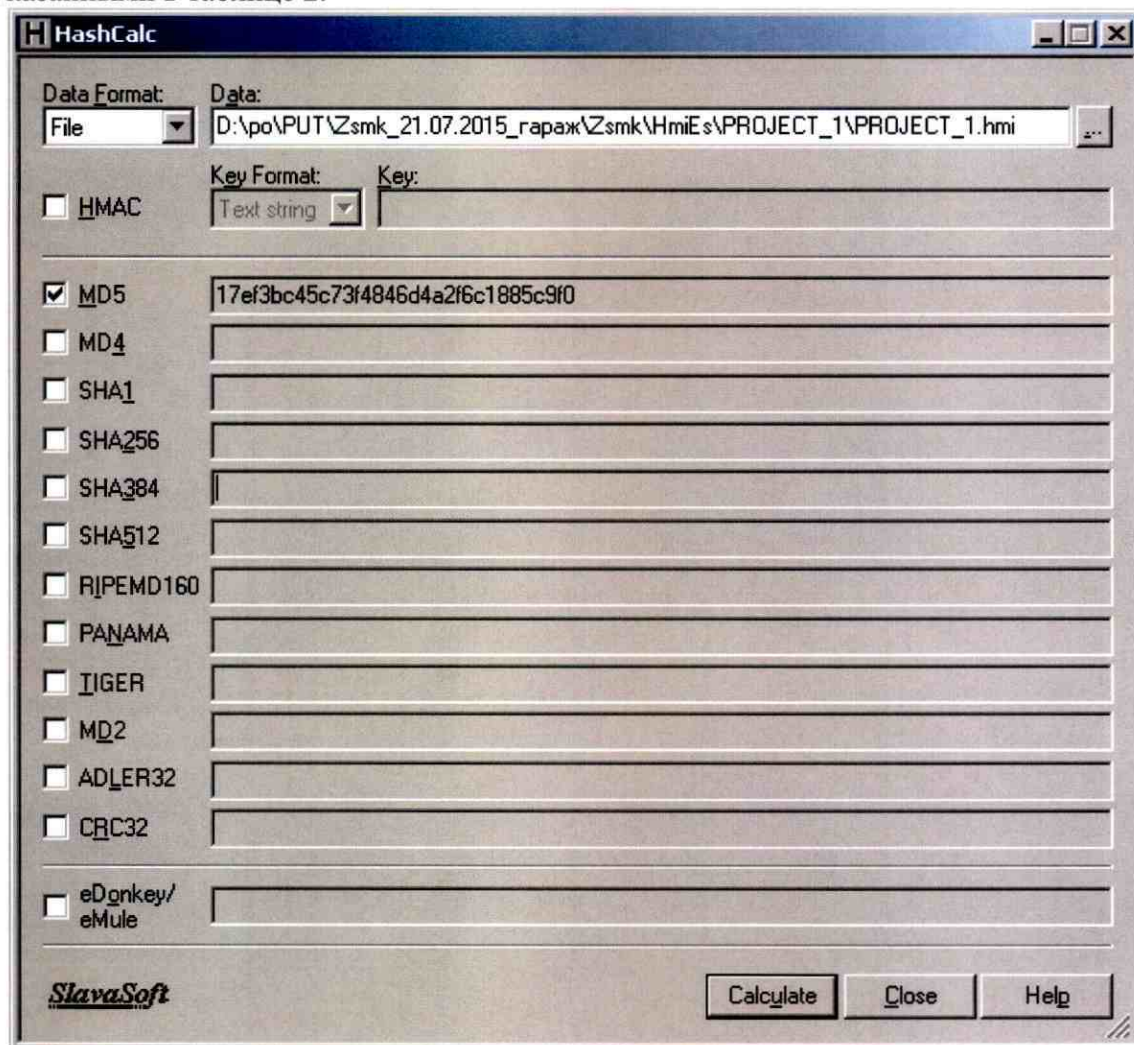 HashCalc
Data Format:
Data:
File
D:\po\PUT\Zsmk_21.07.2015_гараж\Zsmk\HmiEs\PROJECT_1\PROJECT_1.hmi
...
HMAC
Key Format:
Key:
Text string
MD5
17ef3bc45c73f4846d4a2f6c1885c9f0
MD4
SHA1
SHA256
SHA384
SHA512
RIPEMD160
PANAMA
TIGER
MD2
ADLER32
CRC32
eDonkey/
eMule
SlavaSoft
Calculate
Close
Help